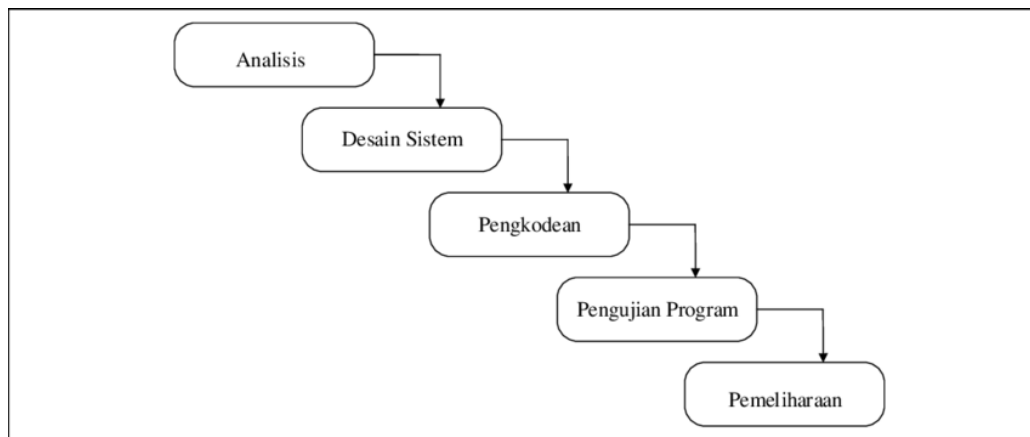 Analisis
Desain Sistem
Pengkodean
Pengujian Program
Pemeliharaan